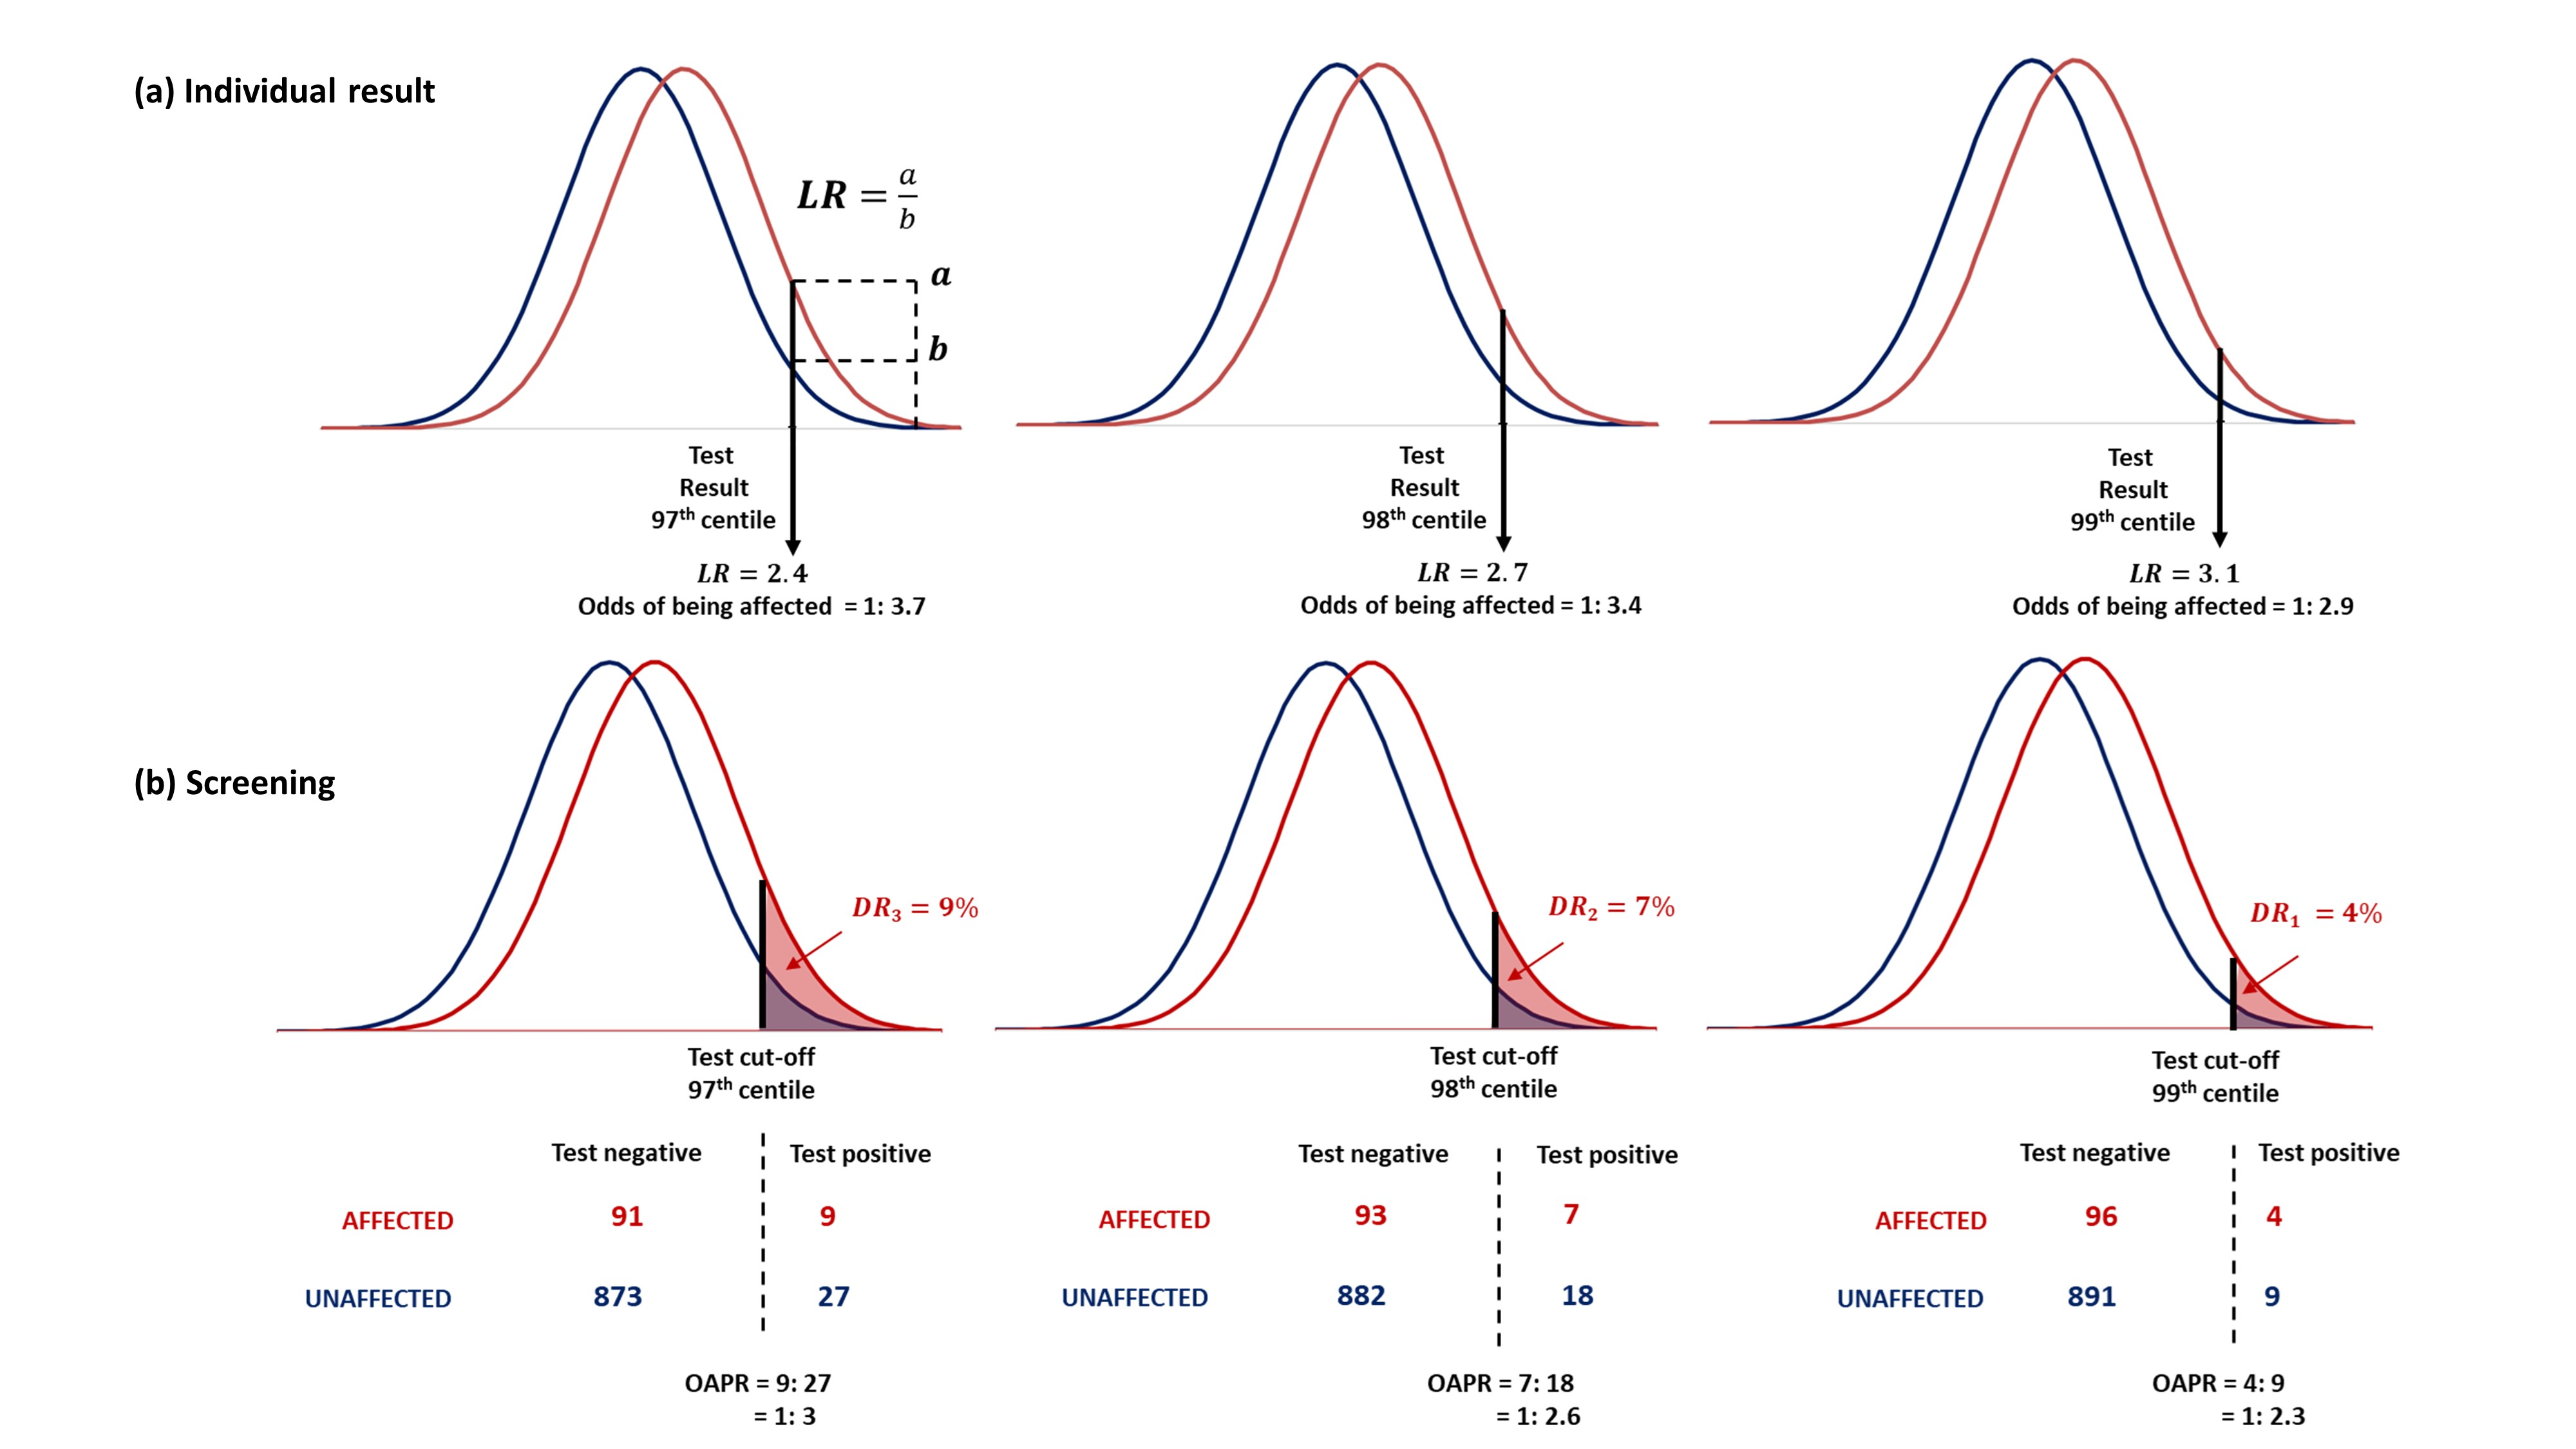 (a) Individual result
LR = a/b
a
b
Test
Result
97th centile
LR = 2.4
Odds of being affected = 1: 3.7
Test
Result
98th centile
LR = 2.7
Odds of being affected = 1: 3.4
Test
Result
99th centile
LR = 3.1
Odds of being affected = 1: 2.9
(b) Screening
DR3 = 9%
Test cut-off
97th centile
Test negative Test positive
AFFECTED 91 9
UNAFFECTED 873 27
OAPR = 9: 27
= 1: 3
DR2 = 7%
Test cut-off
98th centile
Test negative Test positive
AFFECTED 93 7
UNAFFECTED 882 18
OAPR = 7: 18
= 1: 2.6
DR1 = 4%
Test cut-off
99th centile
Test negative Test positive
AFFECTED 96 4
UNAFFECTED 891 9
OAPR = 4: 9
= 1: 2.3